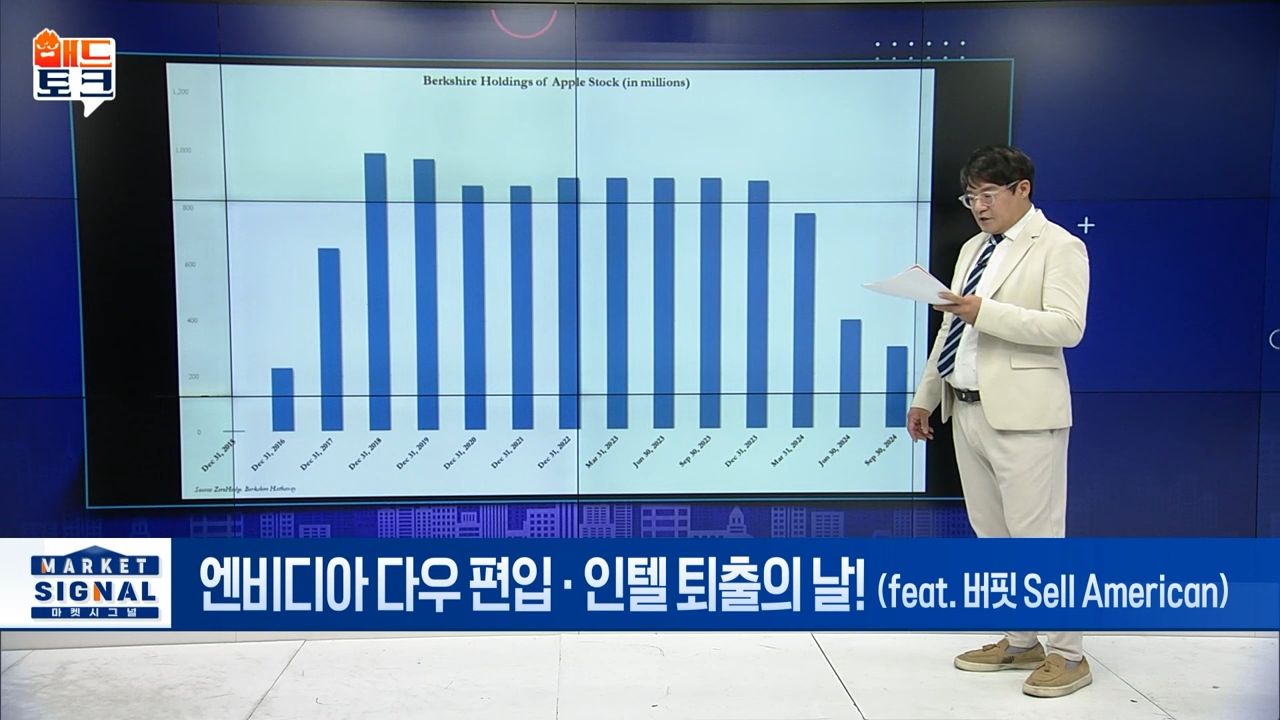 매드
토크
Berkshire Holdings of Apple Stock (in millions)
1,200
1,000
800
600
400
200
0
Dec 31, 2015
Dec 31, 2016
Dec 31, 2017
Dec 31, 2018
Dec 31, 2019
Dec 31, 2020
Dec 31, 2021
Dec 31, 2022
Mar 31, 2023
Jun 30, 2023
Sep 30, 2023
Dec 31, 2023
Mar 31, 2024
Jun 30, 2024
Sep 30, 2024
Source: ZeroHedge, Berkshire Hathaway
MARKET
SIGNAL
마켓시그널
엔비디아 다우 편입·인텔 퇴출의 날! (feat. 버핏 Sell American)